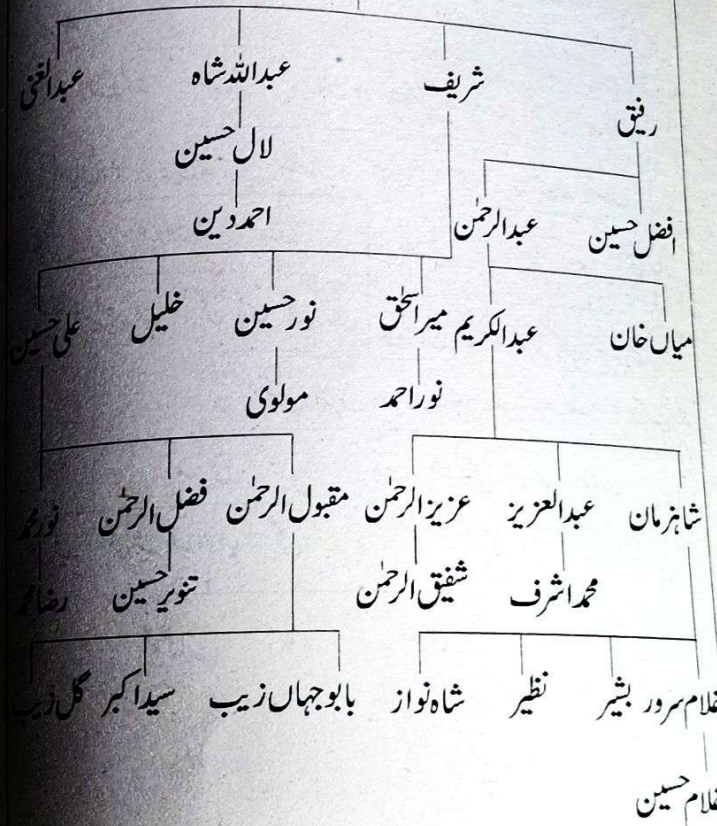 رفیق شریف عبداللہ شاہ عبدالغنی
لال حسین
افضل حسین عبدالرحمٰن احمد دین
میاں خان عبدالکریم میر اسحٰق نور حسین خلیل علی حسین
نور احمد مولوی
شاہزمان عبدالعزیز عزیز الرحمٰن مقبول الرحمٰن فضل الرحمٰن نور محمد
محمد اشرف شفیق الرحمٰن تنویر حسین رضا محمد
غلام سرور بشیر نظیر شاہ نواز بابو جہاں زیب سید اکبر گل زیب
غلام حسین